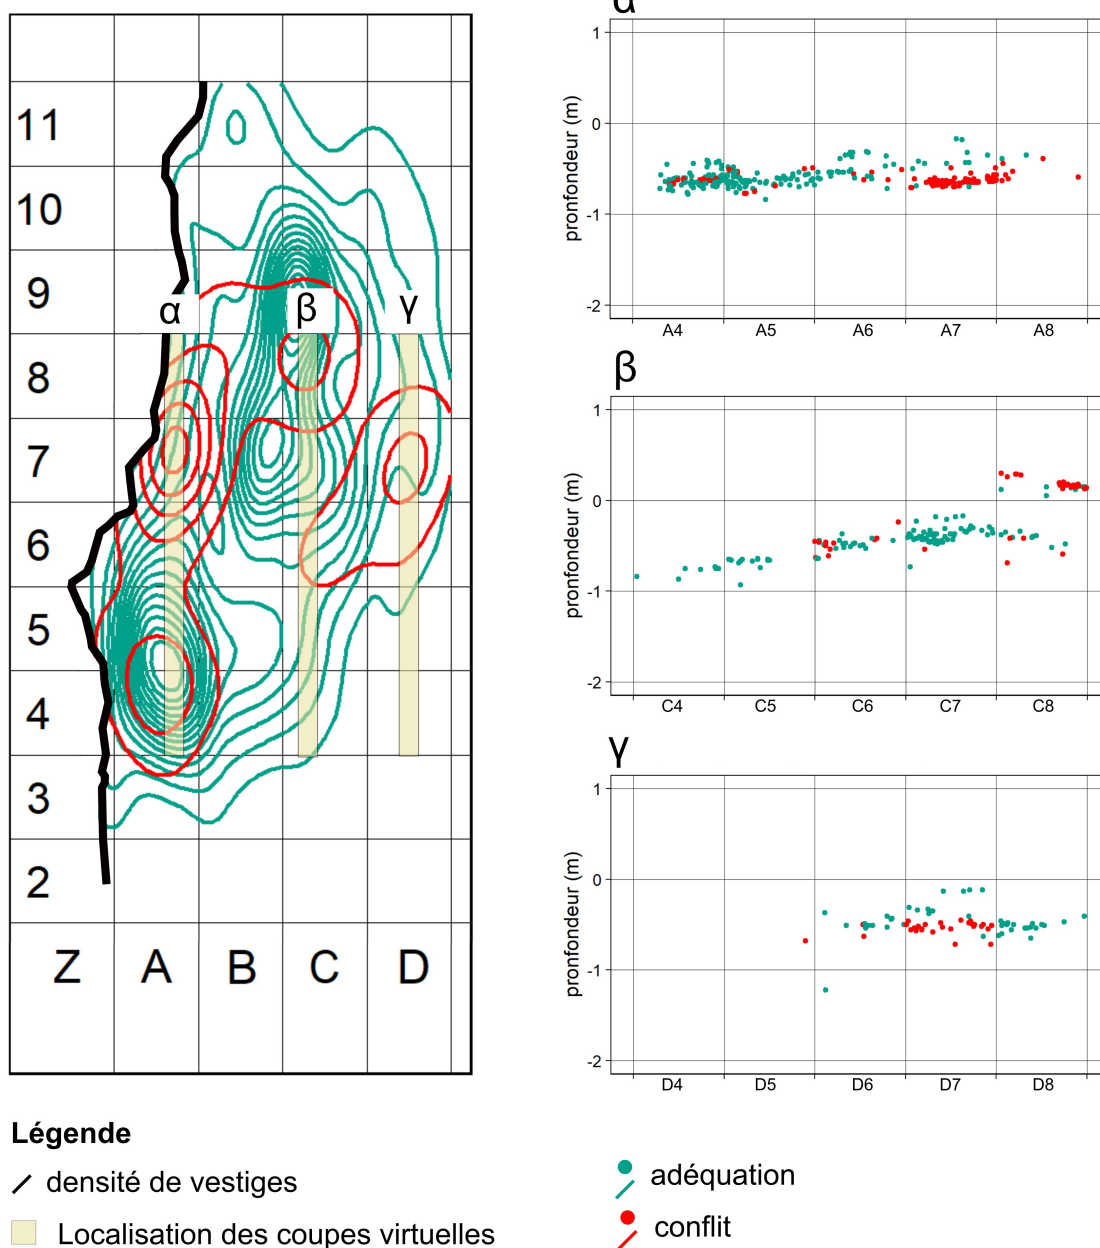 11
10
9
8
7
6
5
4
3
2
Z A B C D
α β γ
α
pronfondeur (m)
1
0
-1
-2
A4 A5 A6 A7 A8
β
pronfondeur (m)
1
0
-1
-2
C4 C5 C6 C7 C8
γ
pronfondeur (m)
1
0
-1
-2
D4 D5 D6 D7 D8
Légende
densité de vestiges
Localisation des coupes virtuelles
adéquation
conflit